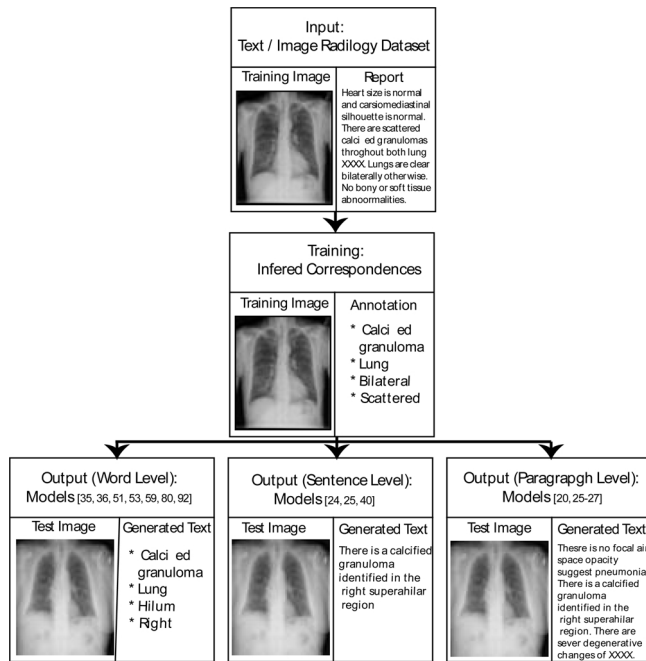 Input:
Text / Image Radilogy Dataset
Training Image
Report
Heart size is normal
and carsiomediastinal
silhouette is normal.
There are scattered
calci ed granulomas
throghout both lung
XXXX. Lungs are clear
bilaterally otherwise.
No bony or soft tissue
abnoormalities.
Training:
Infered Correspondences
Training Image
Annotation
* Calci ed
granuloma
* Lung
* Bilateral
* Scattered
Output (Word Level):
Models [35, 36, 51, 53, 59, 80, 92]
Test Image
Generated Text
* Calci ed
granuloma
* Lung
* Hilum
* Right
Output (Sentence Level):
Models [24, 25, 40]
Test Image
Generated Text
There is a calcified
granuloma
identified in the
right superahilar
region
Output (Paragrapgh Level):
Models [20, 25-27]
Test Image
Generated Text
Thesre is no focal air
space opacity
suggest pneumonia
There is a calcified
granuloma
identified in the
right superahilar
region. There are
sever degenerative
changes of XXXX.